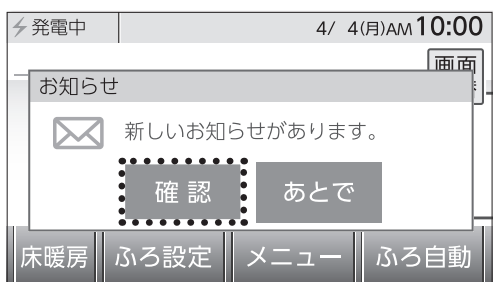 発電中 4/ 4(月)AM10:00
画面
お知らせ
新しいお知らせがあります。
確認 あとで
床暖房 ふろ設定 メニュー ふろ自動